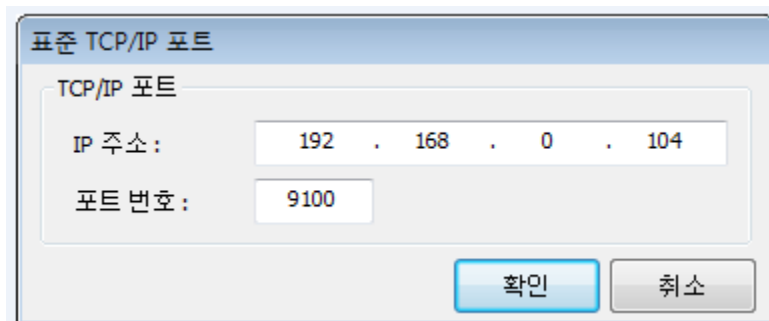 표준 TCP/IP 포트
TCP/IP 포트
IP 주소 : 192 . 168 . 0 . 104
포트 번호 : 9100
확인 취소